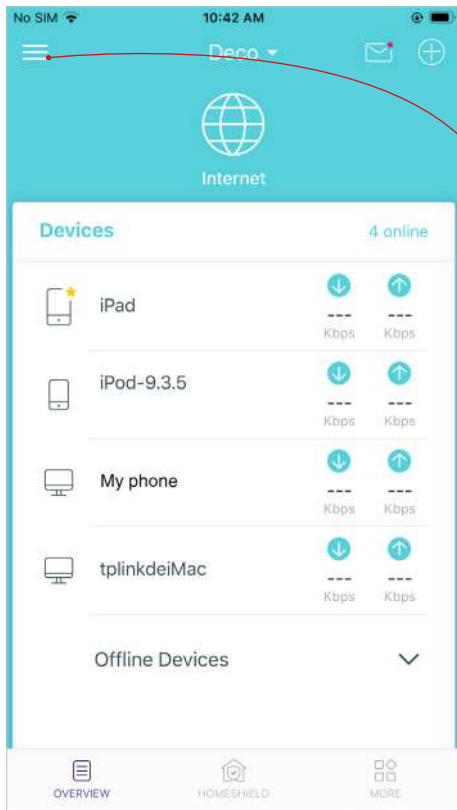 No SIM 10:42 AM
Deco
Internet
Devices 4 online
iPad
--- ---
Kbps Kbps
iPod-9.3.5
--- ---
Kbps Kbps
My phone
--- ---
Kbps Kbps
tplinkdeiMac
--- ---
Kbps Kbps
Offline Devices
OVERVIEW HOMESHIELD MORE